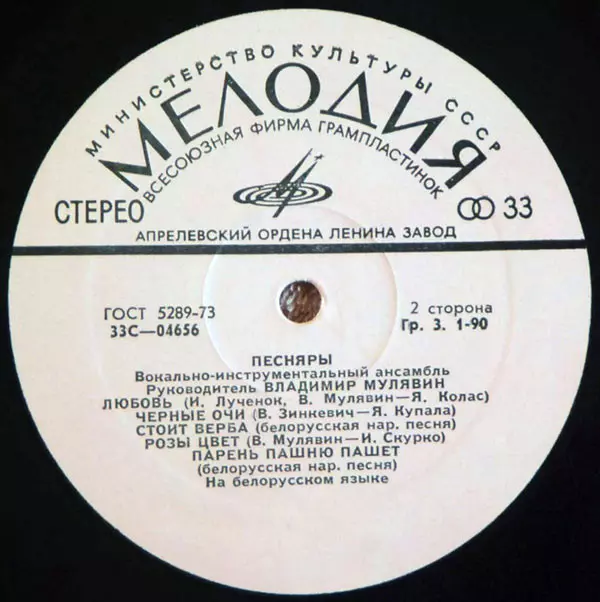 МИНИСТЕРСТВО КУЛЬТУРЫ СССР
МЕЛОДИЯ
ВСЕСОЮЗНАЯ ФИРМА ГРАМПЛАСТИНОК
СТЕРЕО
33
АПРЕЛЕВСКИЙ ОРДЕНА ЛЕНИНА ЗАВОД
ГОСТ 5289-73
33С—04656
2 сторона
Гр. 3. 1-90
ПЕСНЯРЫ
Вокально-инструментальный ансамбль
Руководитель ВЛАДИМИР МУЛЯВИН
ЛЮБОВЬ (И. Лученок, В. Мулявин—Я. Колас)
ЧЕРНЫЕ ОЧИ (В. Зинкевич—Я. Купала)
СТОИТ ВЕРБА (белорусская нар. песня)
РОЗЫ ЦВЕТ (В. Мулявин—И. Скурко)
ПАРЕНЬ ПАШНЮ ПАШЕТ
(белорусская нар. песня)
На белорусском языке